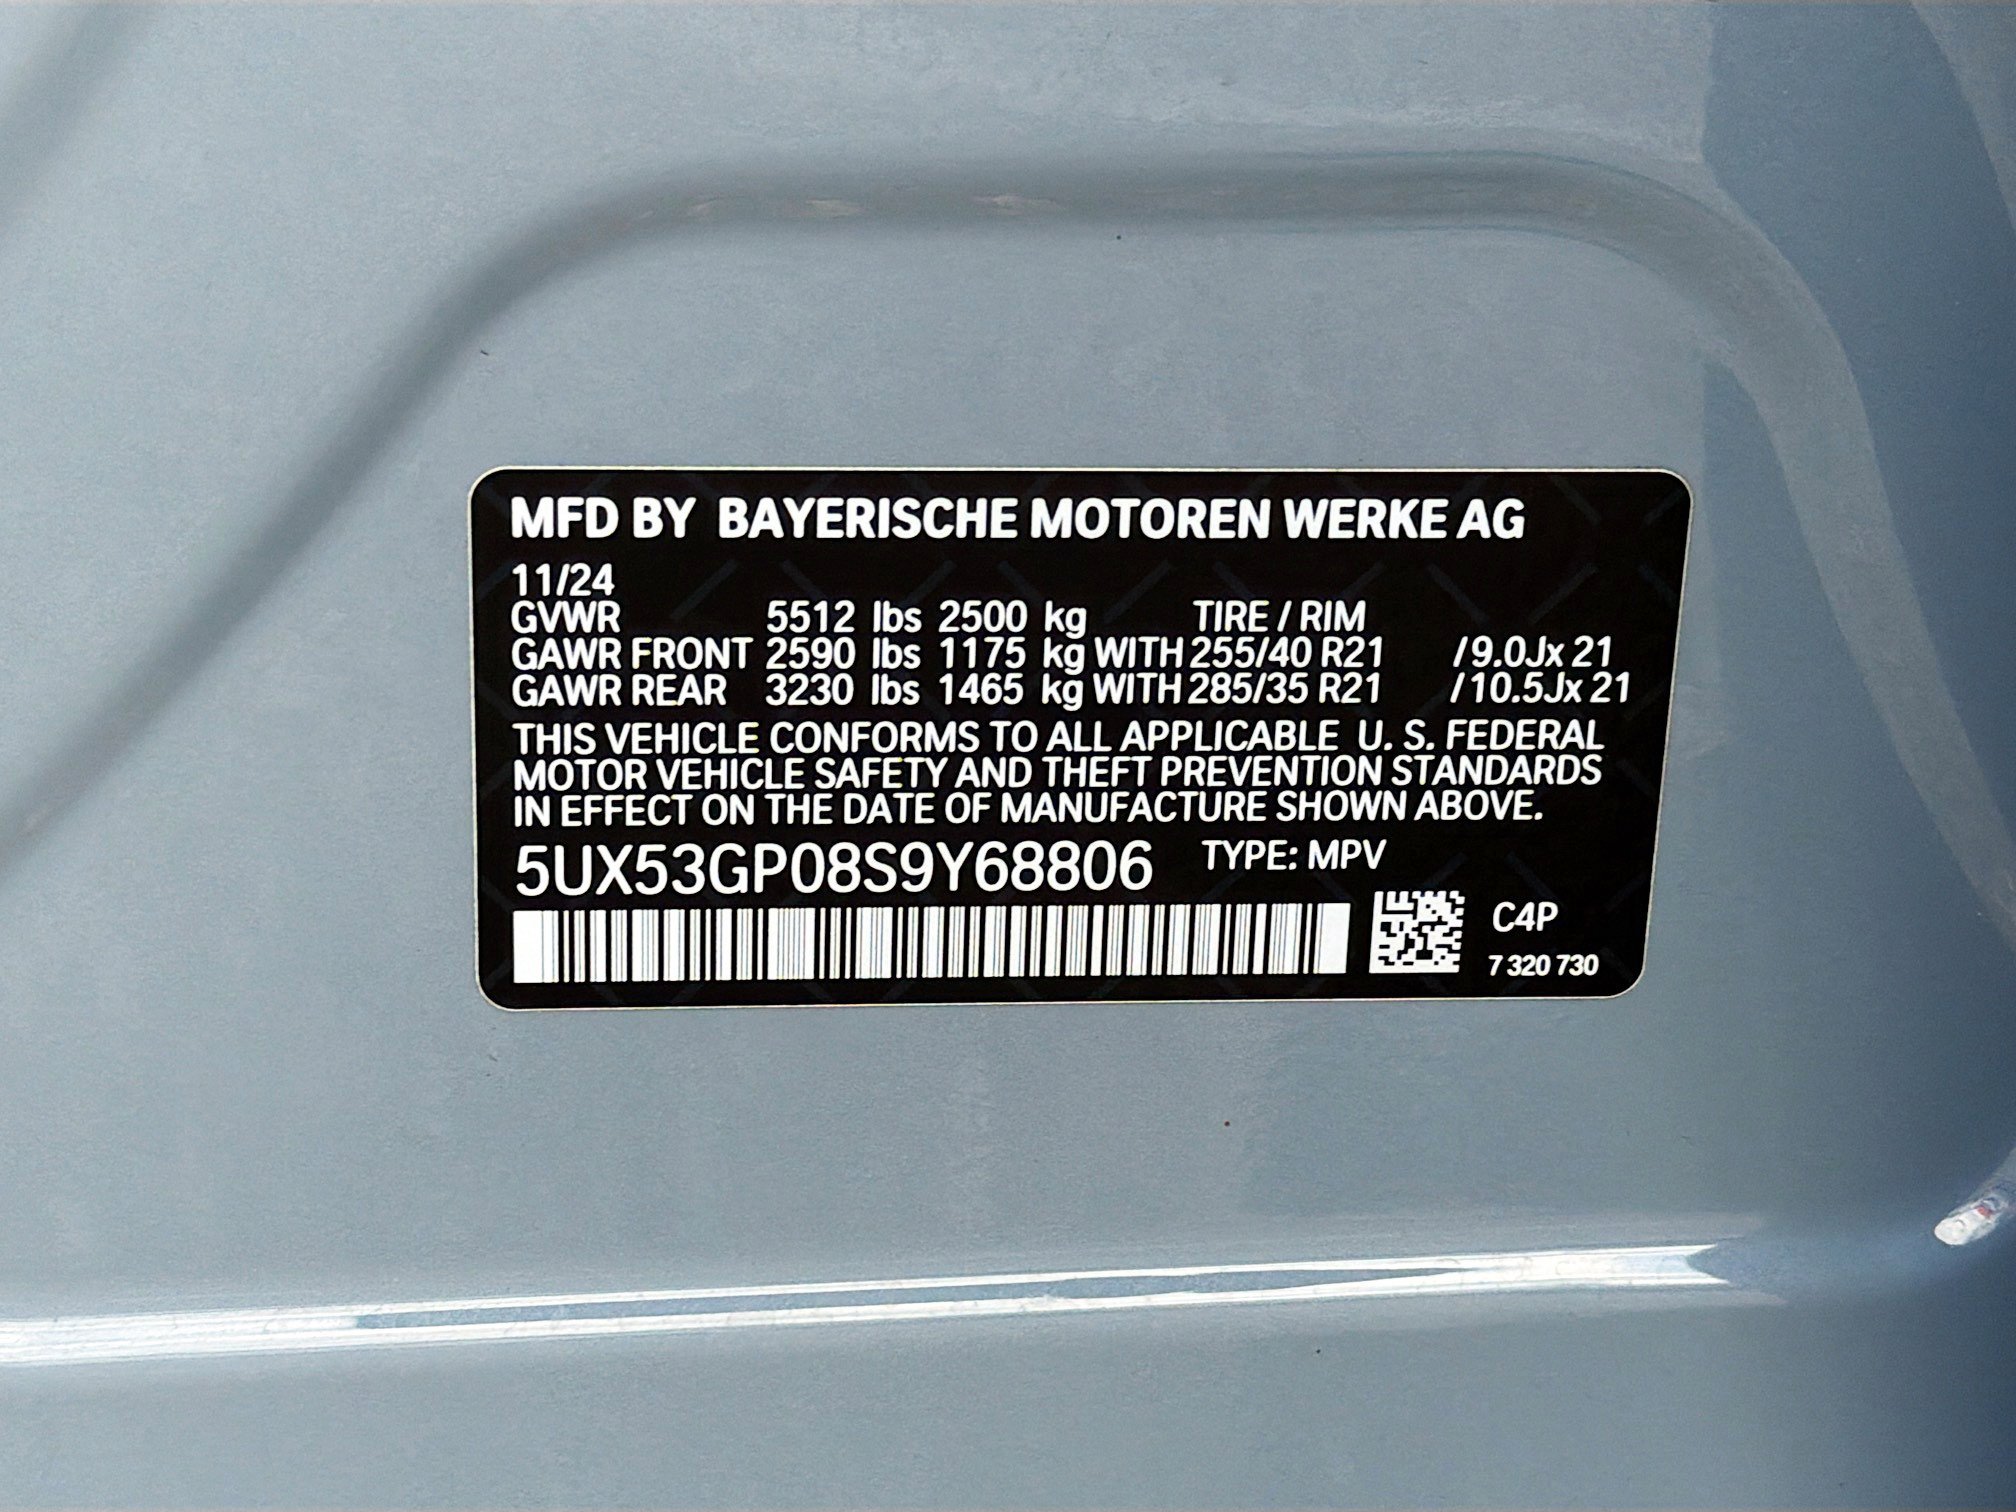 MFD BY BAYERISCHE MOTOREN WERKE AG
11/24
GVWR 5512 lbs 2500 kg TIRE / RIM
GAWR FRONT 2590 lbs 1175 kg WITH 255/40 R21 /9.0Jx 21
GAWR REAR 3230 lbs 1465 kg WITH 285/35 R21 /10.5Jx 21
THIS VEHICLE CONFORMS TO ALL APPLICABLE U. S. FEDERAL
MOTOR VEHICLE SAFETY AND THEFT PREVENTION STANDARDS
IN EFFECT ON THE DATE OF MANUFACTURE SHOWN ABOVE.
5UX53GP08S9Y68806 TYPE: MPV
C4P
7 320 730